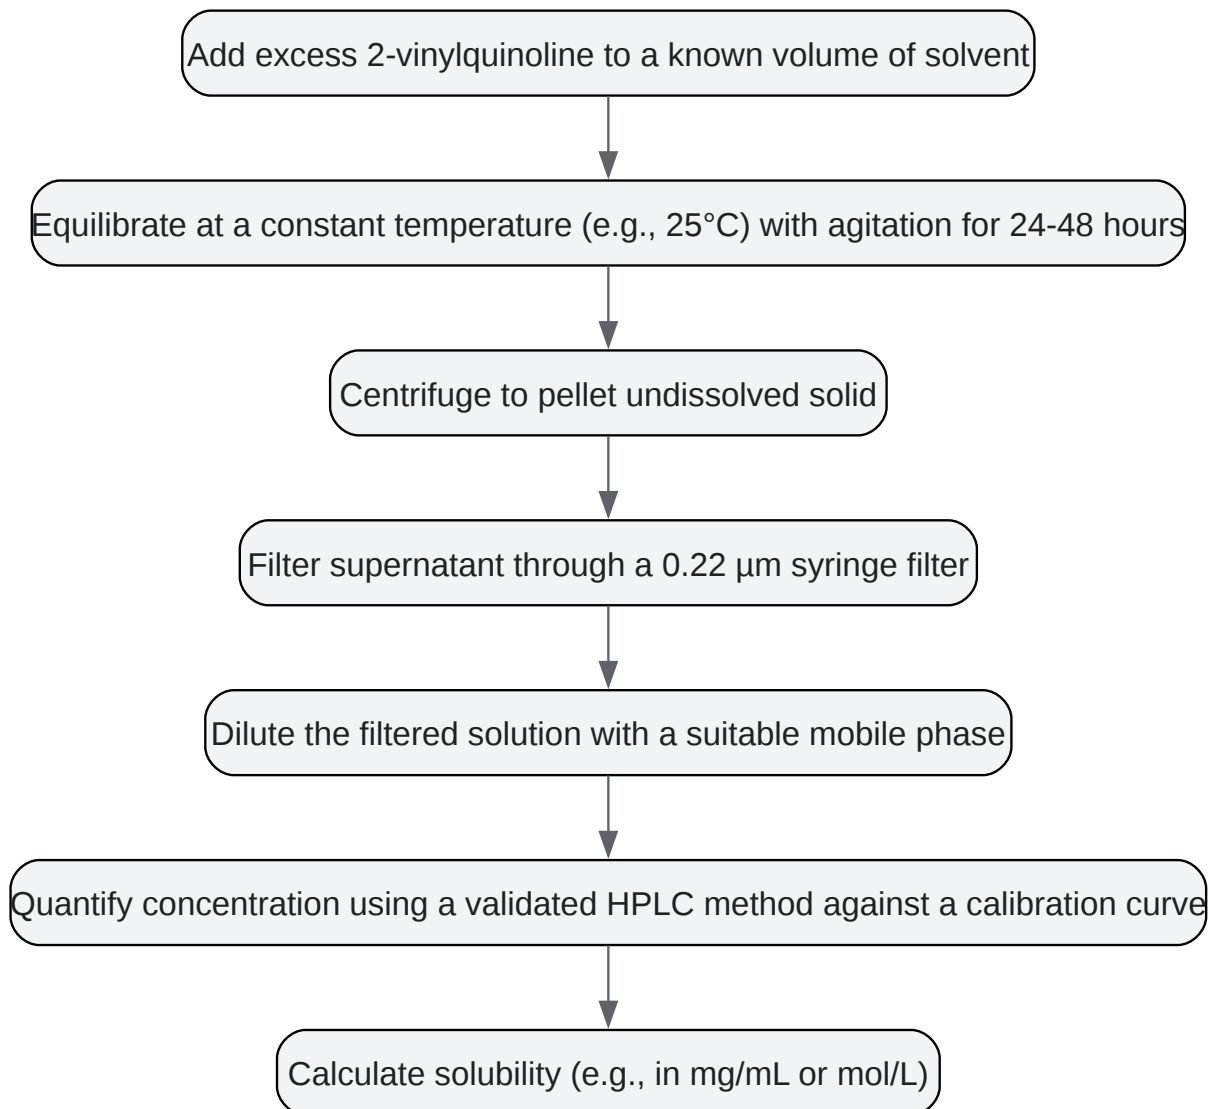 Add excess 2-vinylquinoline to a known volume of solvent
Equilibrate at a constant temperature (e.g., 25°C) with agitation for 24-48 hours
Centrifuge to pellet undissolved solid
Filter supernatant through a 0.22 µm syringe filter
Dilute the filtered solution with a suitable mobile phase
Quantify concentration using a validated HPLC method against a calibration curve
Calculate solubility (e.g., in mg/mL or mol/L)